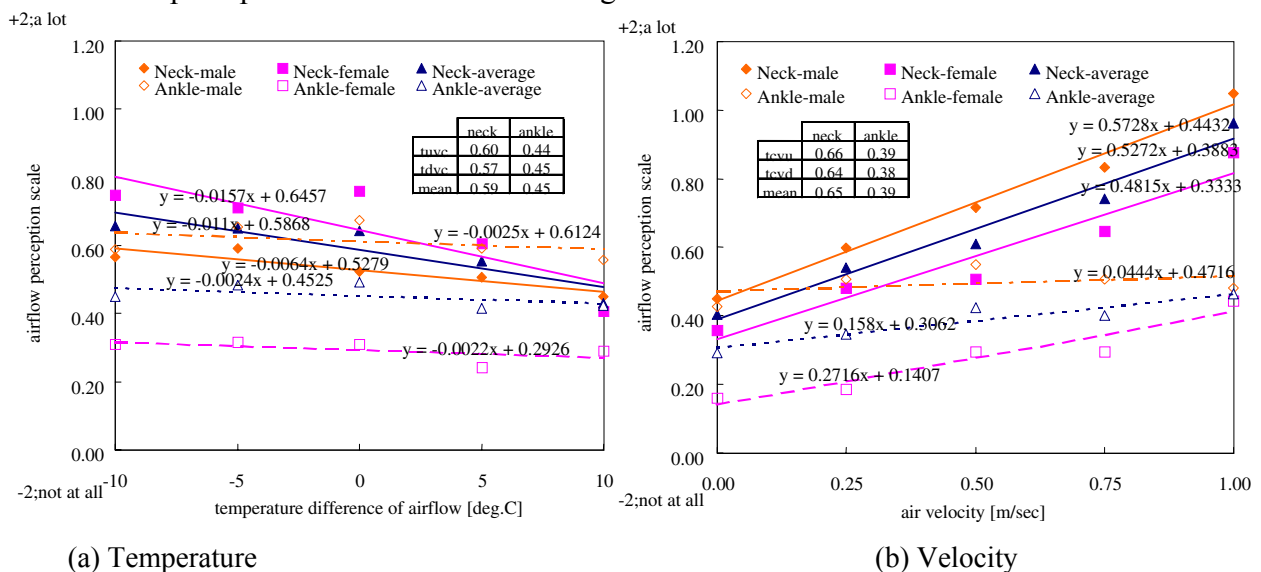 +2;a lot
1.20
1.00
0.80
0.60
0.40
0.20
0.00
-2;not at all
airflow perception scale
Neck-male Neck-female Neck-average
Ankle-male Ankle-female Ankle-average
neck ankle
tuvc 0.60 0.44
tdvc 0.57 0.45
mean 0.59 0.45
y = -0.0157x + 0.6457
y = -0.011x + 0.5868
y = -0.0025x + 0.6124
y = -0.0064x + 0.5279
y = -0.0024x + 0.4525
y = -0.0022x + 0.2926
-10 -5 0 5 10
temperature difference of airflow [deg.C]
(a) Temperature
+2;a lot
1.20
1.00
0.80
0.60
0.40
0.20
0.00
-2;not at all
airflow perception scale
Neck-male Neck-female Neck-average
Ankle-male Ankle-female Ankle-average
neck ankle
tcvu 0.66 0.39
tcvd 0.64 0.38
mean 0.65 0.39
y = 0.5728x + 0.4432
y = 0.5272x + 0.3883
y = 0.4815x + 0.3333
y = 0.0444x + 0.4716
y = 0.158x + 0.3062
y = 0.2716x + 0.1407
0.00 0.25 0.50 0.75 1.00
air velocity [m/sec]
(b) Velocity